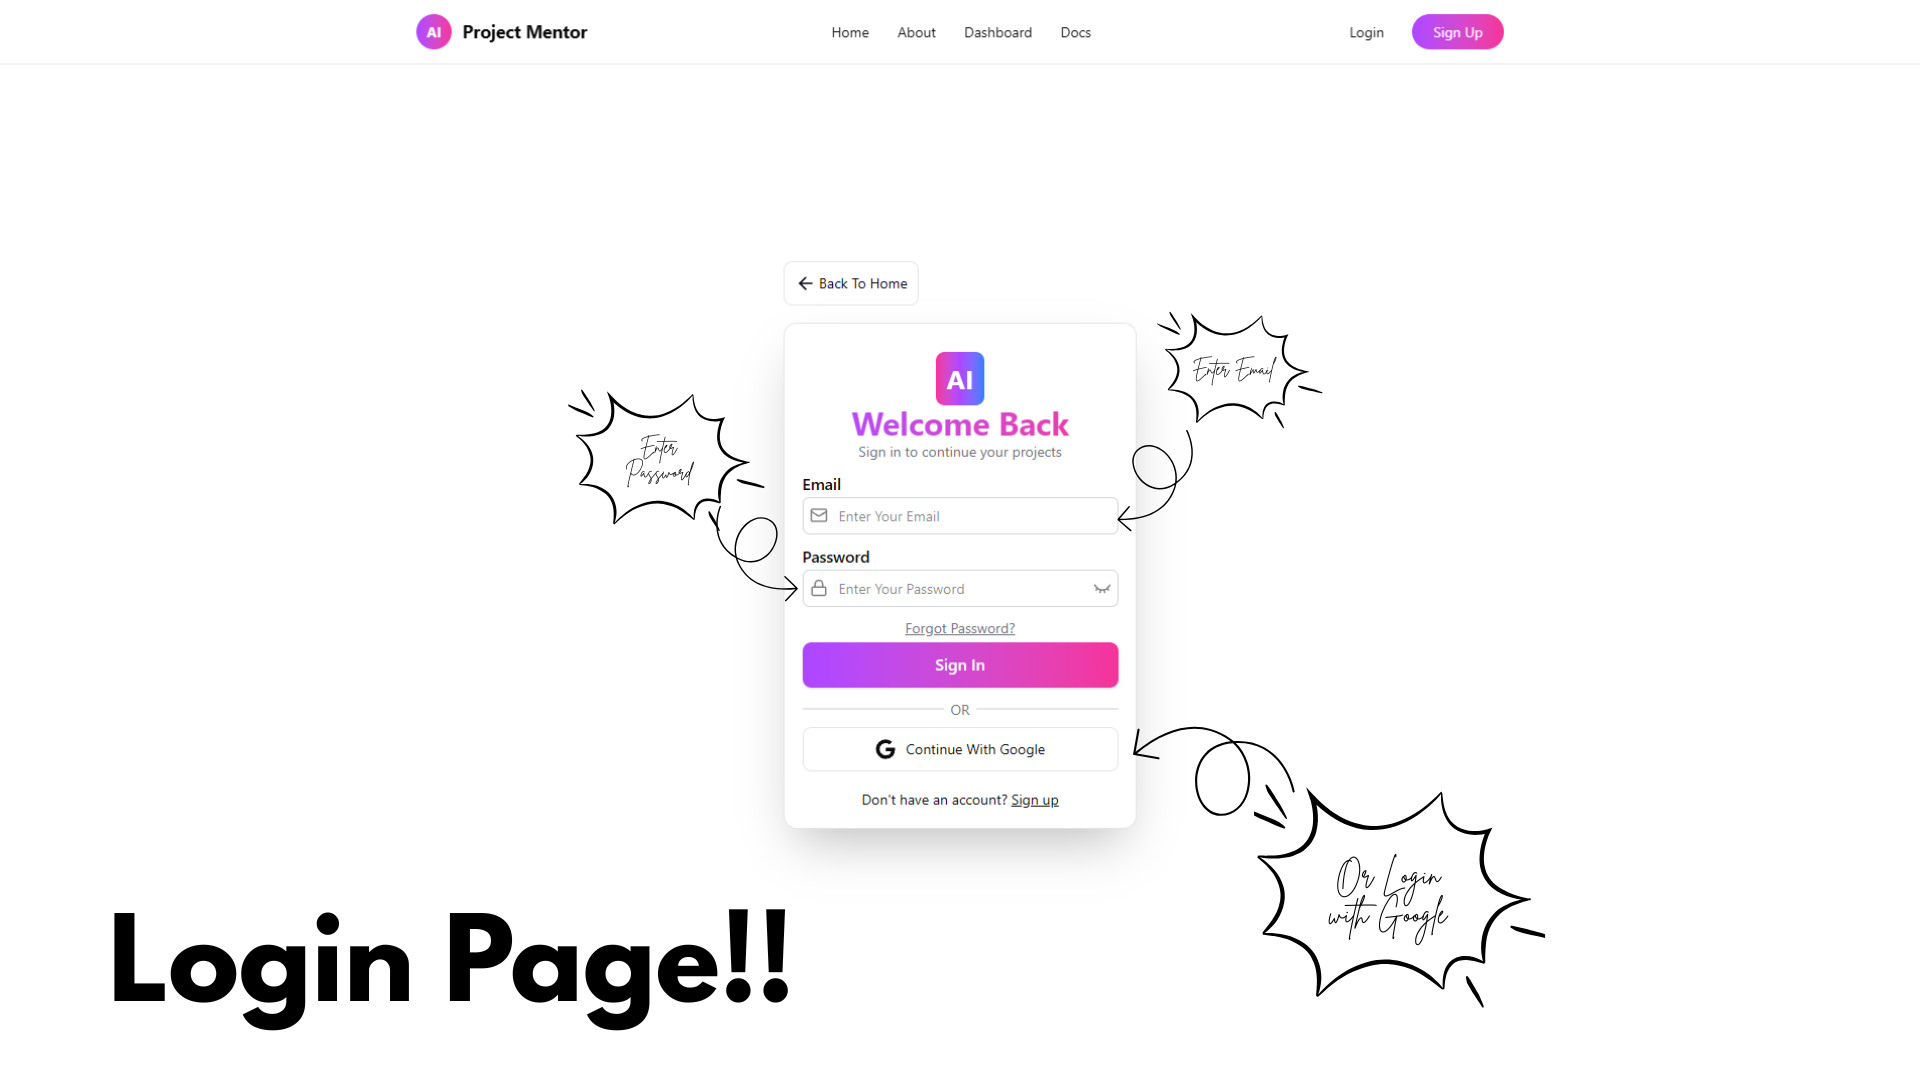 AI Project Mentor
Home About Dashboard Docs
Login Sign Up
Back To Home
AI
Welcome Back
Sign in to continue your projects
Email
Enter Your Email
Password
Enter Your Password
Forgot Password?
Sign In
OR
G Continue With Google
Don't have an account? Sign up
Enter Email
Enter
Password
Or Login
with Google
Login Page!!